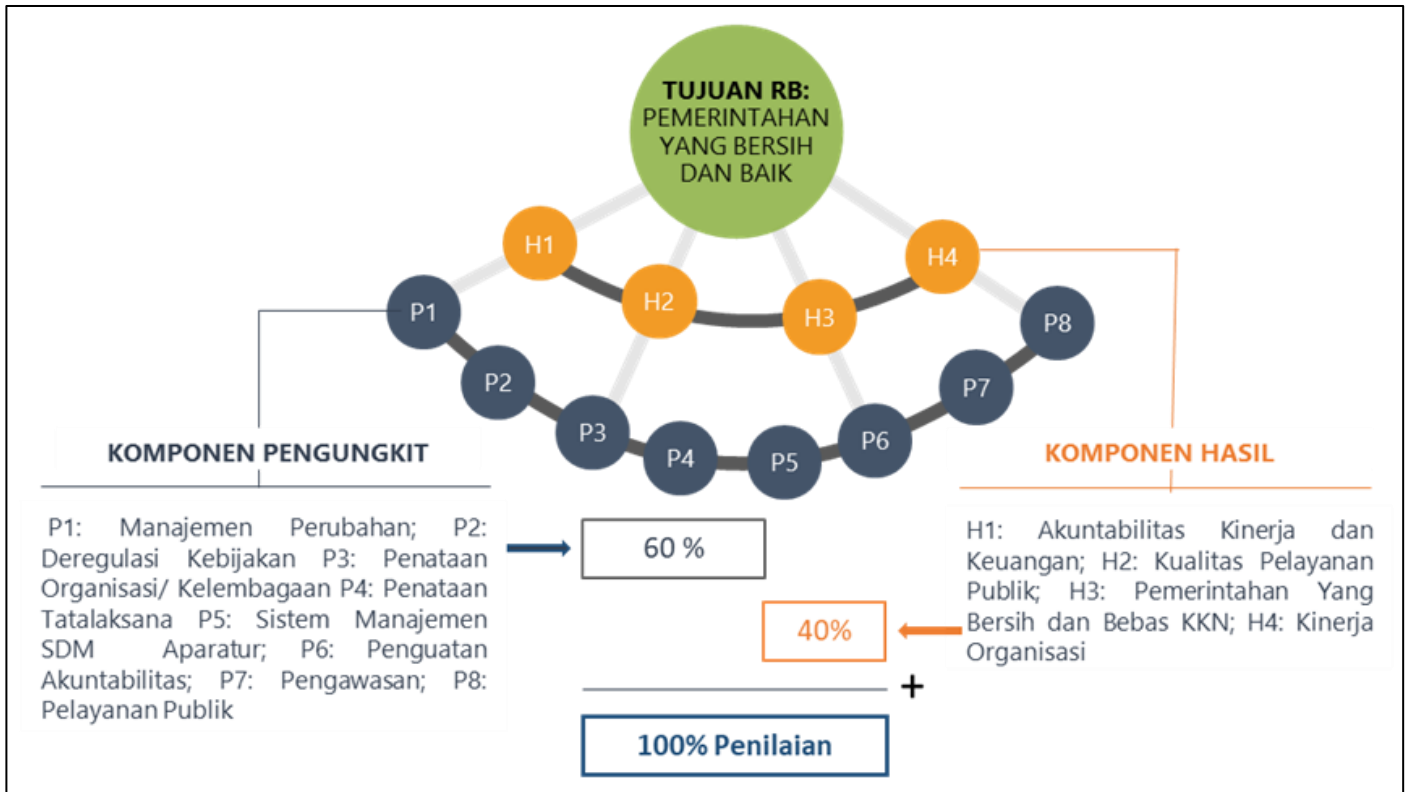 TUJUAN RB:
PEMERINTAHAN
YANG BERSIH
DAN BAIK
H1
H2
H3
H4
P1
P2
P3
P4
P5
P6
P7
P8
KOMPONEN PENGUNGKIT
P1: Manajemen Perubahan; P2:
Deregulasi Kebijakan P3: Penataan
Organisasi/ Kelembagaan P4: Penataan
Tatalaksana P5: Sistem Manajemen
SDM Aparatur; P6: Penguatan
Akuntabilitas; P7: Pengawasan; P8:
Pelayanan Publik
60 %
40%
+
100% Penilaian
KOMPONEN HASIL
H1: Akuntabilitas Kinerja dan
Keuangan; H2: Kualitas Pelayanan
Publik; H3: Pemerintahan Yang
Bersih dan Bebas KKN; H4: Kinerja
Organisasi